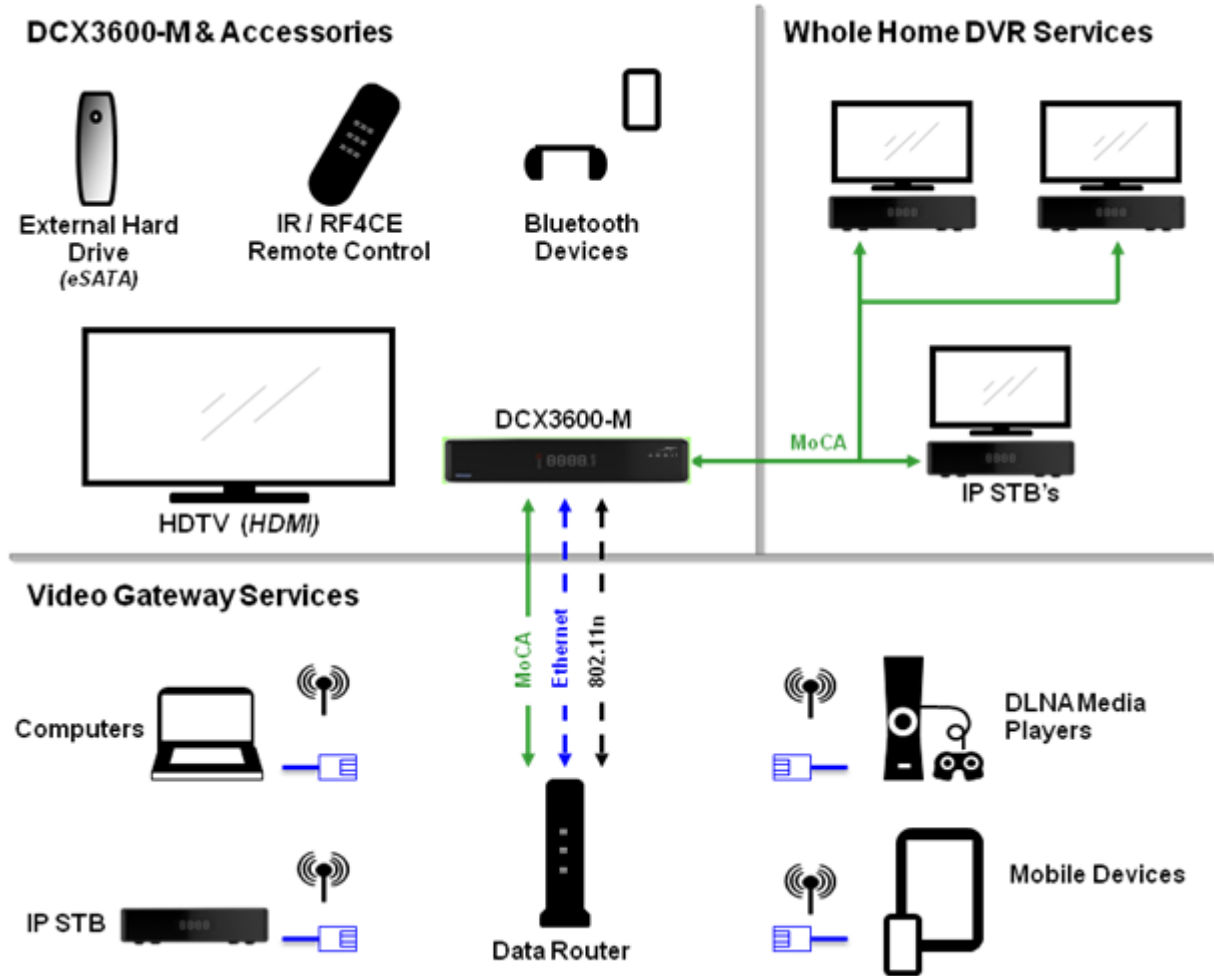 DCX3600-M & Accessories
External Hard
Drive
(eSATA)
IR / RF4CE
Remote Control
Bluetooth
Devices
HDTV (HDMI)
DCX3600-M
Whole Home DVR Services
MoCA
IP STB's
Video Gateway Services
MoCA
Ethernet
802.11n
Computers
IP STB
Data Router
DLNA Media
Players
Mobile Devices